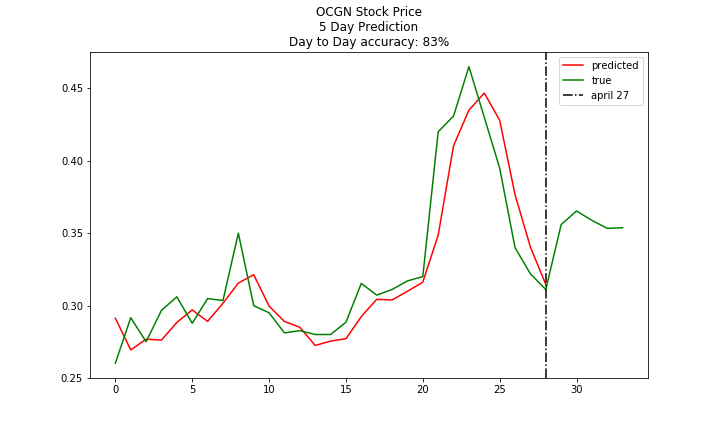 OCGN Stock Price
5 Day Prediction
Day to Day accuracy: 83%
predicted
true
april 27
0.45
0.40
0.35
0.30
0.25
0 5 10 15 20 25 30